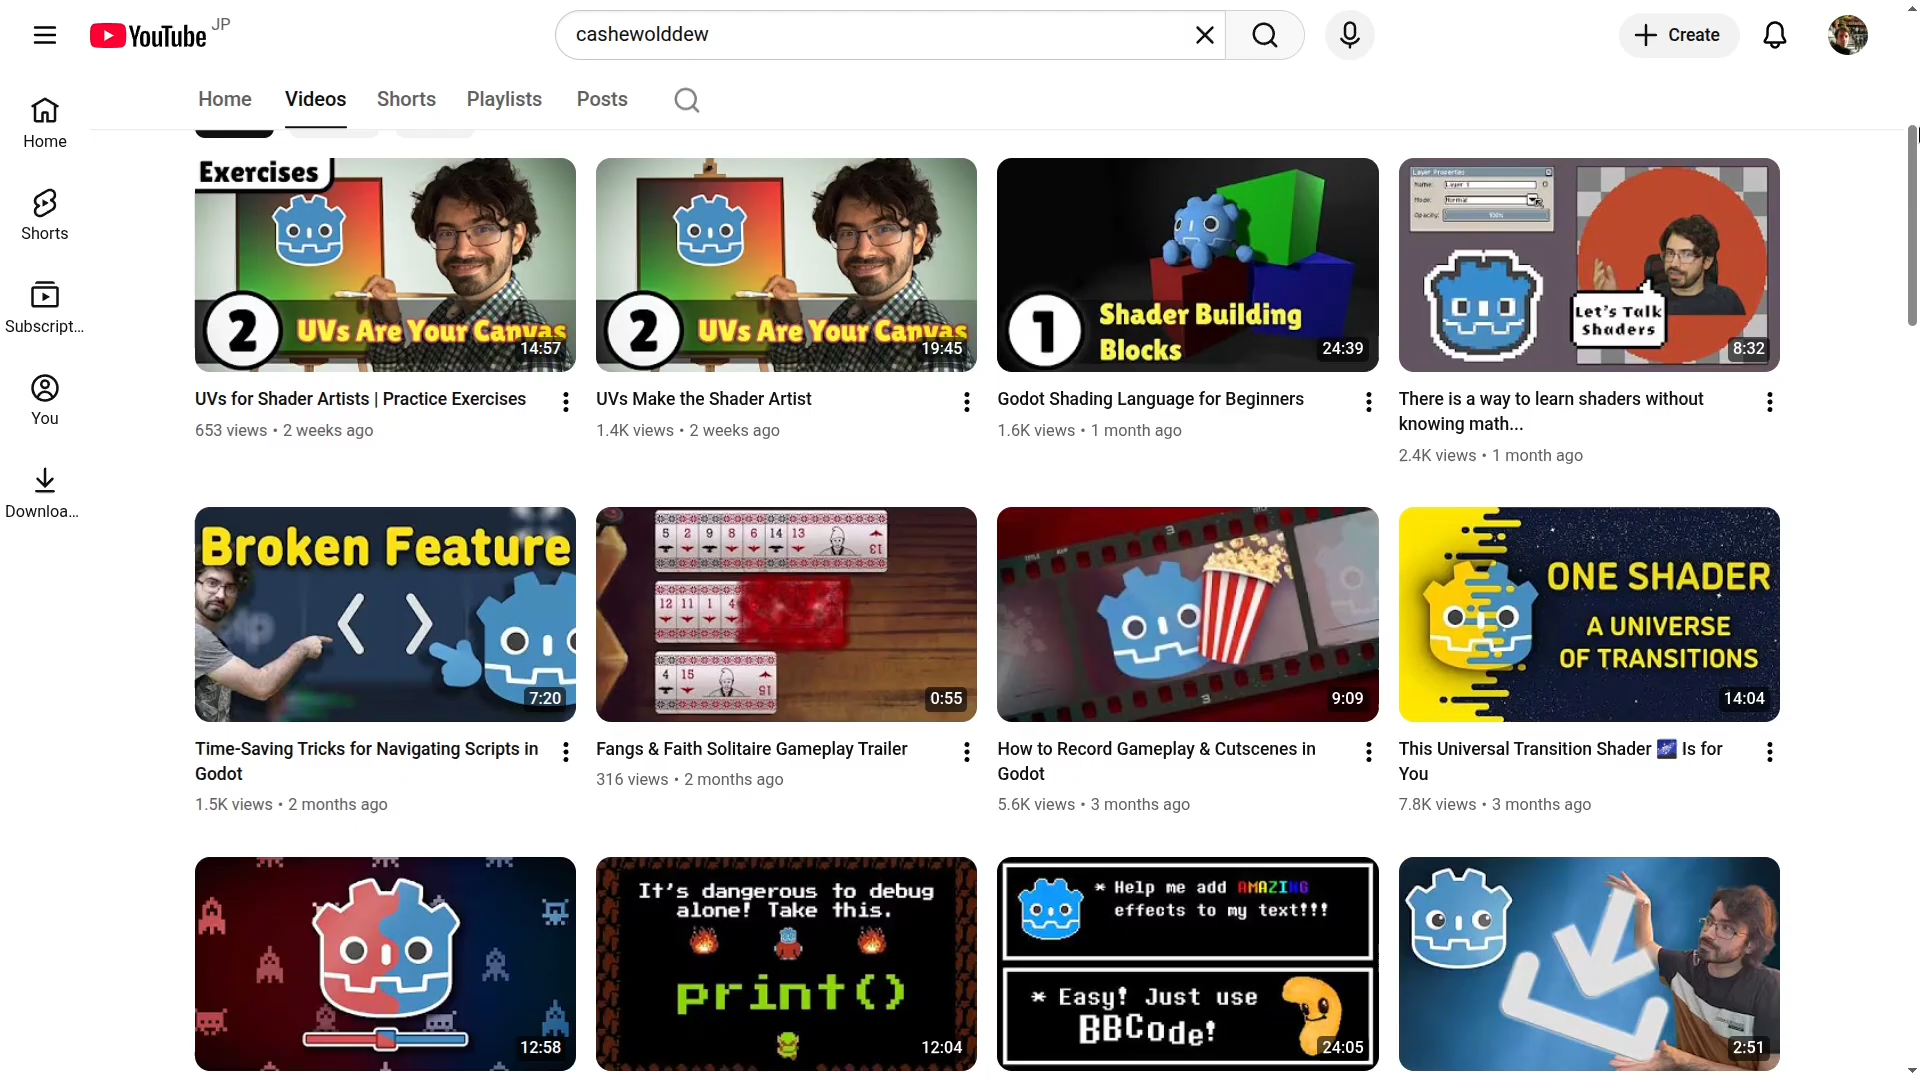 YouTube JP
cashewolddew
Create
Home
Videos
Shorts
Playlists
Posts
Home
Shorts
Subscript...
You
Downloa...
Exercises
2
UVs Are Your Canvas
14:57
UVs for Shader Artists | Practice Exercises
653 views • 2 weeks ago
2
UVs Are Your Canvas
19:45
UVs Make the Shader Artist
1.4K views • 2 weeks ago
1
Shader Building
Blocks
24:39
Godot Shading Language for Beginners
1.6K views • 1 month ago
Layer Properties
Name: Layer 1
Mode: Normal
Opacity: 100%
Let's Talk
Shaders
8:32
There is a way to learn shaders without
knowing math...
2.4K views • 1 month ago
Broken Feature
7:20
Time-Saving Tricks for Navigating Scripts in
Godot
1.5K views • 2 months ago
5 2 9 8 6 14 13
13
12 11 1 4
4 15
15
0:55
Fangs & Faith Solitaire Gameplay Trailer
316 views • 2 months ago
9:09
How to Record Gameplay & Cutscenes in
Godot
5.6K views • 3 months ago
ONE SHADER
A UNIVERSE
OF TRANSITIONS
14:04
This Universal Transition Shader 🌌 Is for
You
7.8K views • 3 months ago
12:58
It's dangerous to debug
alone! Take this.
print()
12:04
* Help me add AMAZING
effects to my text!!!
* Easy! Just use
BBCode!
24:05
2:51